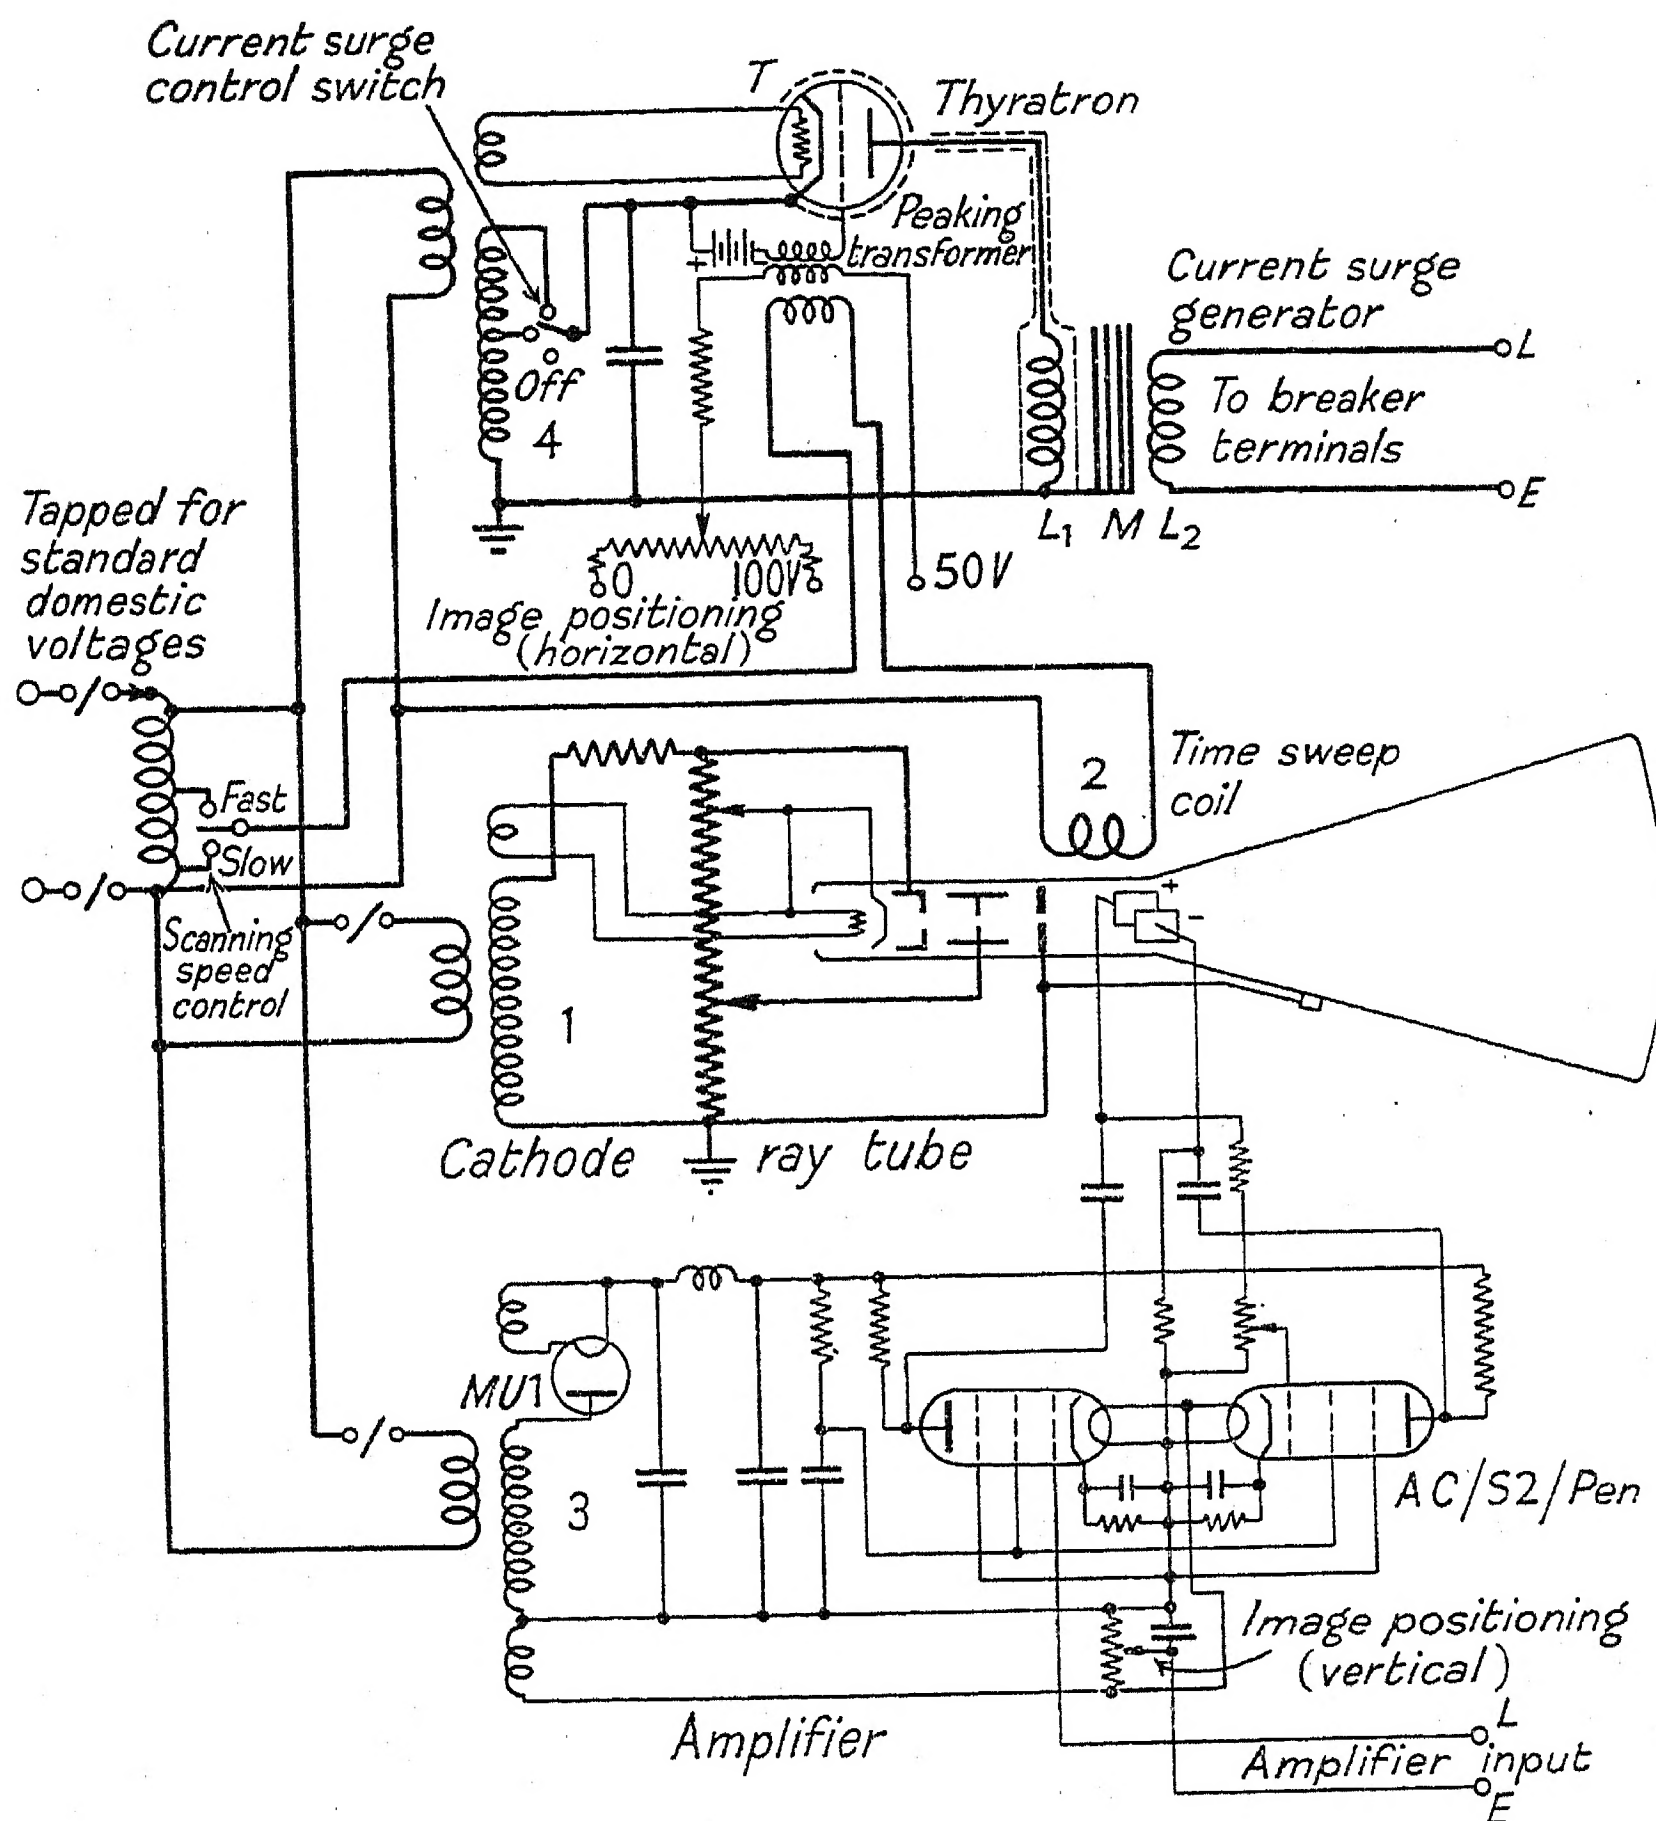 Current surge
control switch
T
Thyratron
Peaking
transformer
+
Current surge
generator
L
To breaker
terminals
E
Off
4
L1 M L2
Tapped for
standard
domestic
voltages
0 100V
50V
Image positioning
(horizontal)
Fast
Slow
Scanning
speed
control
2
Time sweep
coil
+
-
1
Cathode ray tube
MU1
3
AC/S2/Pen
Image positioning
(vertical)
Amplifier
L
Amplifier input
E